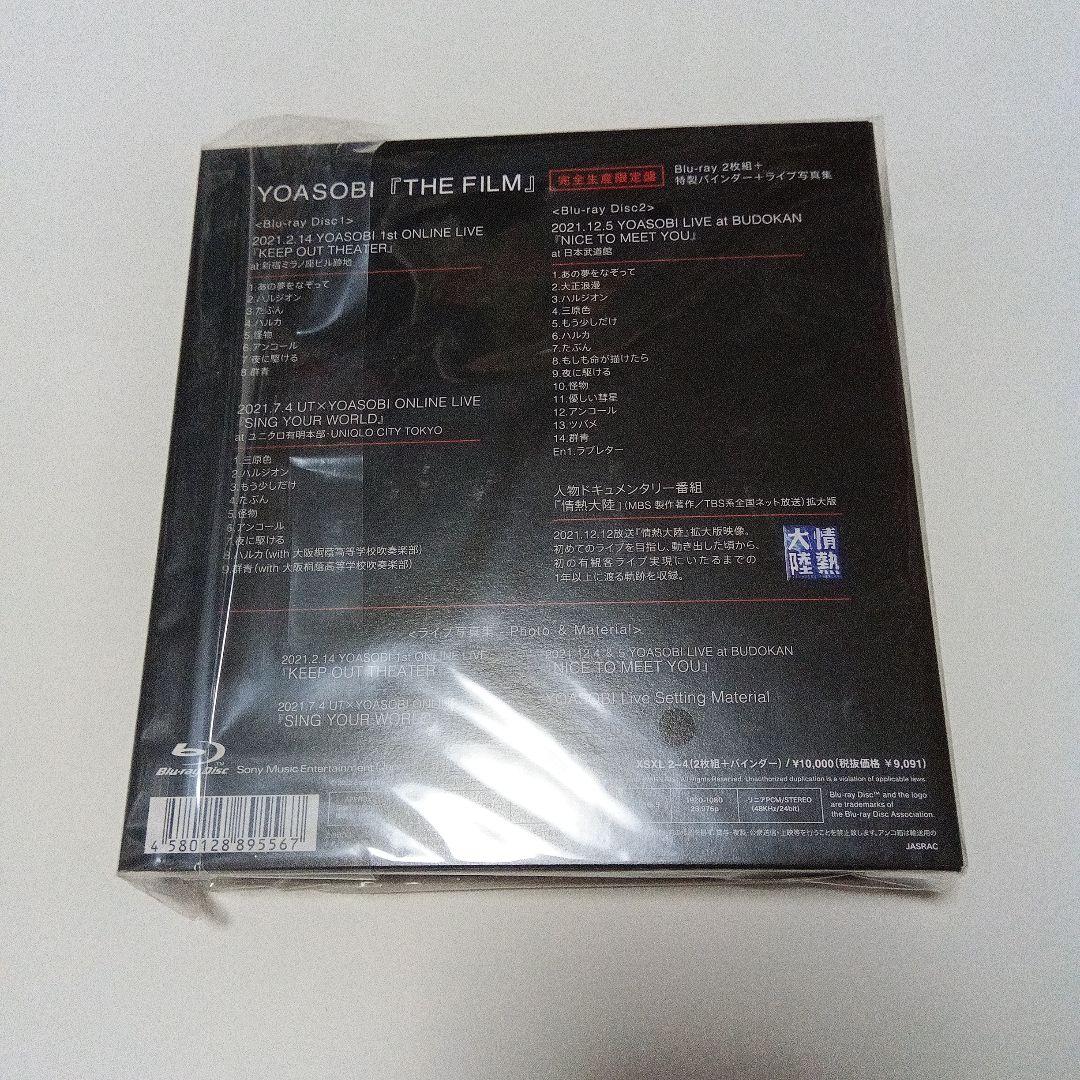 YOASOBI『THE FILM』
完全生産限定盤
Blu-ray 2枚組+
特製バインダー+ライブ写真集
<Blu-ray Disc1>
2021.2.14 YOASOBI 1st ONLINE LIVE
『KEEP OUT THEATER』
at 新宿ミラノ座ビル跡地
1.あの夢をなぞって
2.ハルジオン
3.たぶん
4.ハルカ
5.怪物
6.アンコール
7.夜に駆ける
8.群青
2021.7.4 UT×YOASOBI ONLINE LIVE
『SING YOUR WORLD』
at ユニクロ有明本部・UNIQLO CITY TOKYO
1.三原色
2.ハルジオン
3.もう少しだけ
4.たぶん
5.怪物
6.アンコール
7.夜に駆ける
8.ハルカ(with 大阪桐蔭高等学校吹奏楽部)
9.群青(with 大阪桐蔭高等学校吹奏楽部)
<Blu-ray Disc2>
2021.12.5 YOASOBI LIVE at BUDOKAN
『NICE TO MEET YOU』
at 日本武道館
1.あの夢をなぞって
2.大正浪漫
3.ハルジオン
4.三原色
5.もう少しだけ
6.ハルカ
7.たぶん
8.もしも命が描けたら
9.夜に駆ける
10.怪物
11.優しい彗星
12.アンコール
13.ツバメ
14.群青
En1.ラブレター
人物ドキュメンタリー番組
「情熱大陸」(MBS 製作著作/TBS系全国ネット放送)拡大版
2021.12.12放送「情熱大陸」拡大版映像。
初めてのライブを目指し、動き出した頃から、
初の有観客ライブ実現にいたるまでの
1年以上に渡る軌跡を収録。
情熱
大陸
<ライブ写真集 - Photo & Material>
2021.2.14 YOASOBI 1st ONLINE LIVE
『KEEP OUT THEATER
2021.7.4 UT×YOASOBI ONLINE
『SING YOUR WORLD
2021.12.4 & 5 YOASOBI LIVE at BUDOKAN
『NICE TO MEET YOU』
YOASOBI Live Setting Material
Blu-ray Disc™
Sony Music Entertainment
XSXL 2–4(2枚組+バインダー) / ¥10,000(税抜価格 ¥9,091)
All Rights Reserved. Unauthorized duplication is a violation of applicable laws.
1920×1080
リニアPCM/STEREO
(48KHz/24bit)
Blu-ray Disc™ and the logo
are trademarks of
the Blu-ray Disc Association.
4 580128 895567
JASRAC